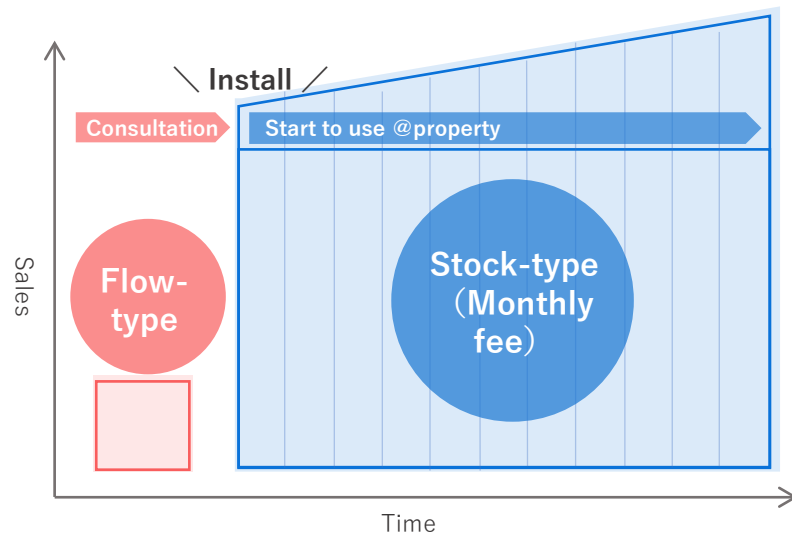 ＼ Install ／
Consultation
Start to use @property
Flow-
type
Stock-type
（Monthly
fee）
Sales
Time